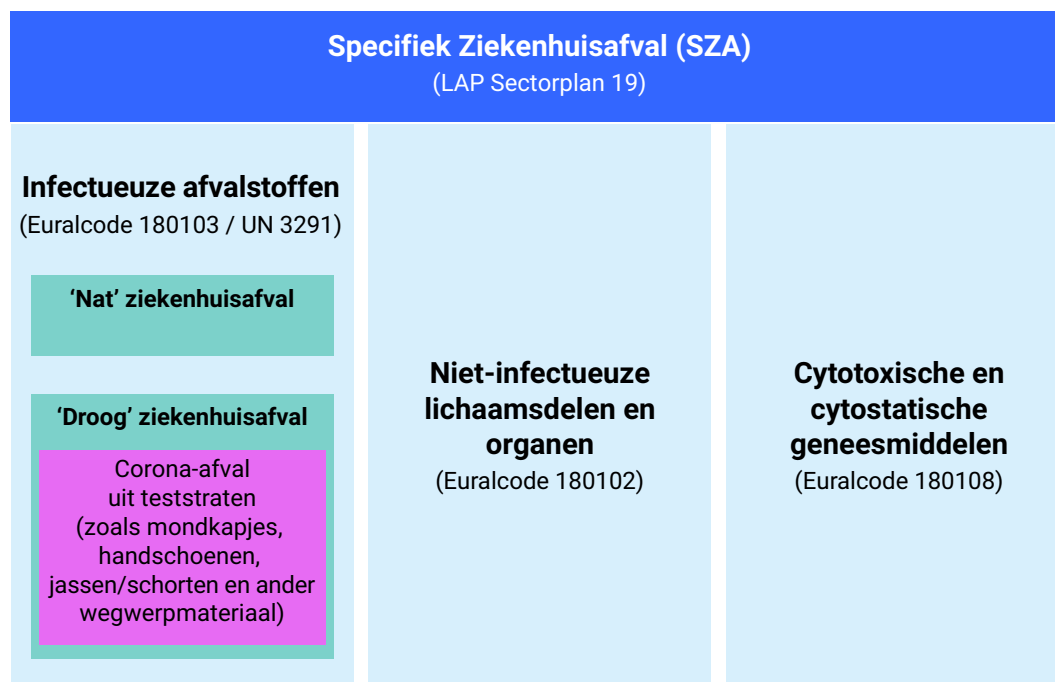 Specifiek Ziekenhuisafval (SZA)
(LAP Sectorplan 19)
Infectueuze afvalstoffen
(Euralcode 180103 / UN 3291)
‘Nat’ ziekenhuisafval
‘Droog’ ziekenhuisafval
Corona-afval
uit teststraten
(zoals mondkapjes,
handschoenen,
jassen/schorten en ander
wegwerpmateriaal)
Niet-infectueuze
lichaamsdelen en
organen
(Euralcode 180102)
Cytotoxische en
cytostatische
geneesmiddelen
(Euralcode 180108)